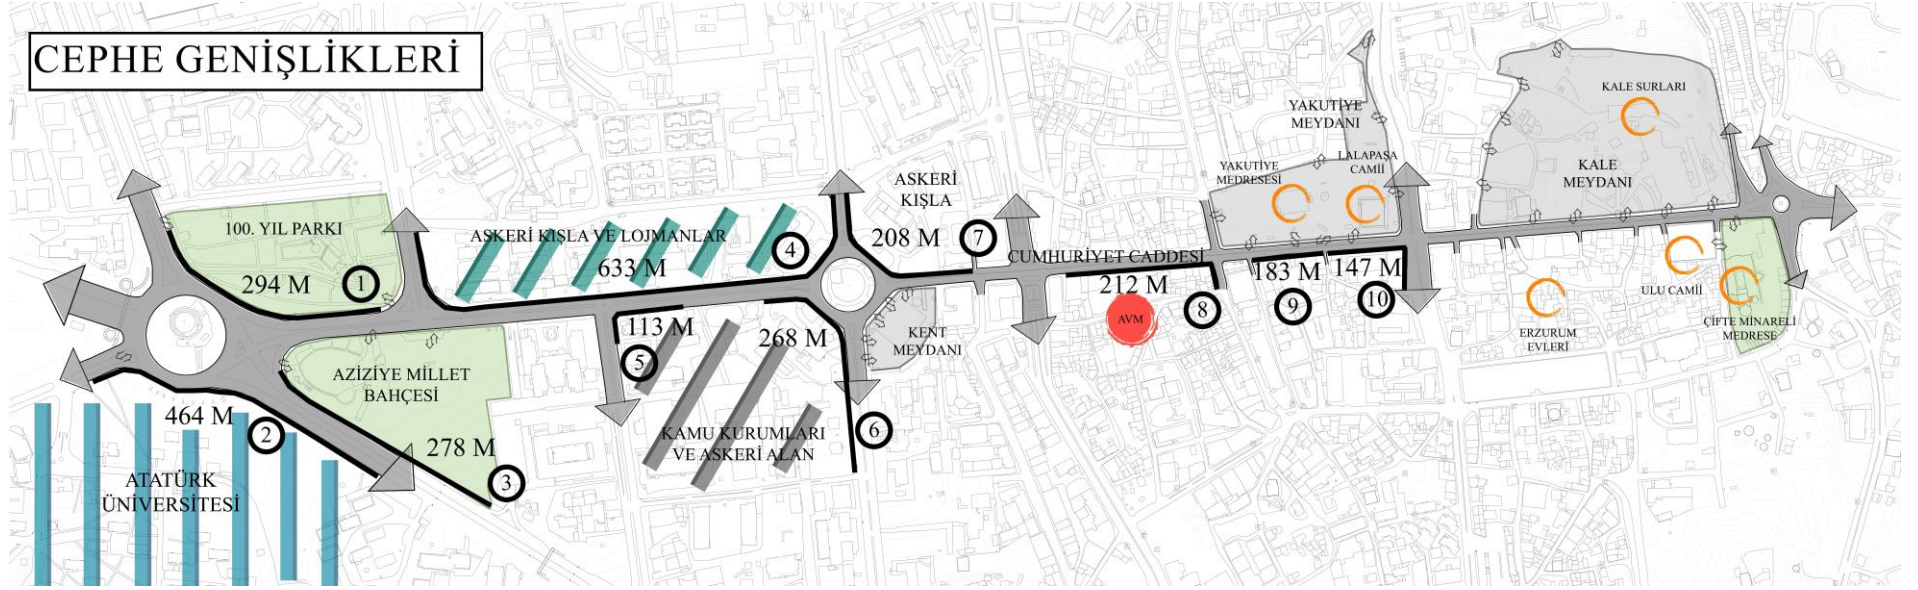 CEPHE GENİŞLİKLERİ
100. YIL PARKI
294 M
1
ASKERİ KIŞLA VE LOJMANLAR
633 M
4
ASKERİ
KIŞLA
208 M
7
CUMHURİYET CADDESİ
212 M
8
AVM
YAKUTİYE
MEYDANI
YAKUTİYE
MEDRESESİ
LALAPAŞA
CAMİİ
183 M
9
147 M
10
KALE SURLARI
KALE
MEYDANI
ULU CAMİİ
ERZURUM
EVLERİ
ÇİFTE MİNARELİ
MEDRESE
KENT
MEYDANI
113 M
5
268 M
6
KAMU KURUMLARI
VE ASKERİ ALAN
AZİZİYE MİLLET
BAHÇESİ
278 M
3
464 M
2
ATATÜRK
ÜNİVERSİTESİ